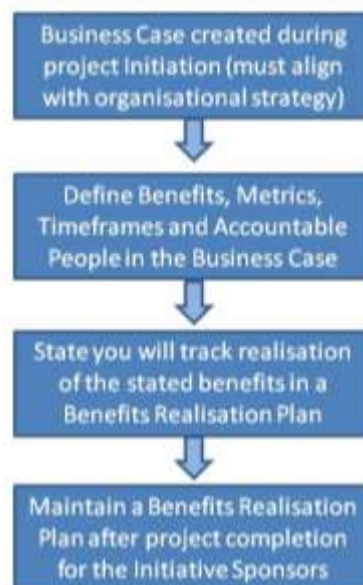 Business Case created during
project Initiation (must align
with organisational strategy)
Define Benefits, Metrics,
Timeframes and Accountable
People in the Business Case
State you will track realisation
of the stated benefits in a
Benefits Realisation Plan
Maintain a Benefits Realisation
Plan after project completion
for the Initiative Sponsors